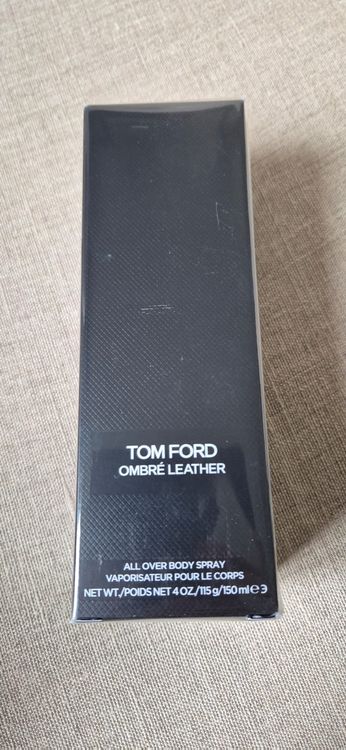 TOM FORD
OMBRÉ LEATHER
ALL OVER BODY SPRAY
VAPORISATEUR POUR LE CORPS
NET WT./POIDS NET 4 OZ./115 g/150 ml ℮ Э